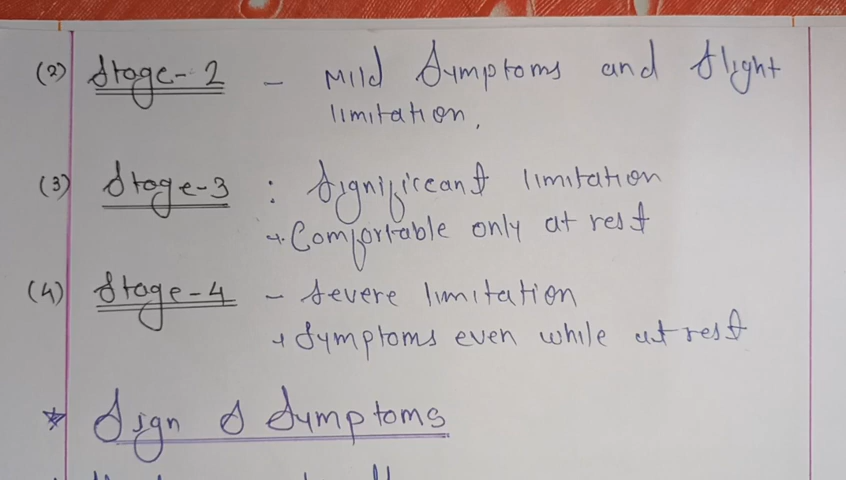 (2) Stage-2 - Mild Symptoms and Slight
limitation,
(3) Stage-3 : Significant limitation
+ Comfortable only at rest
(4) Stage-4 - Severe limitation
+ Symptoms even while at rest
* Sign & Symptoms